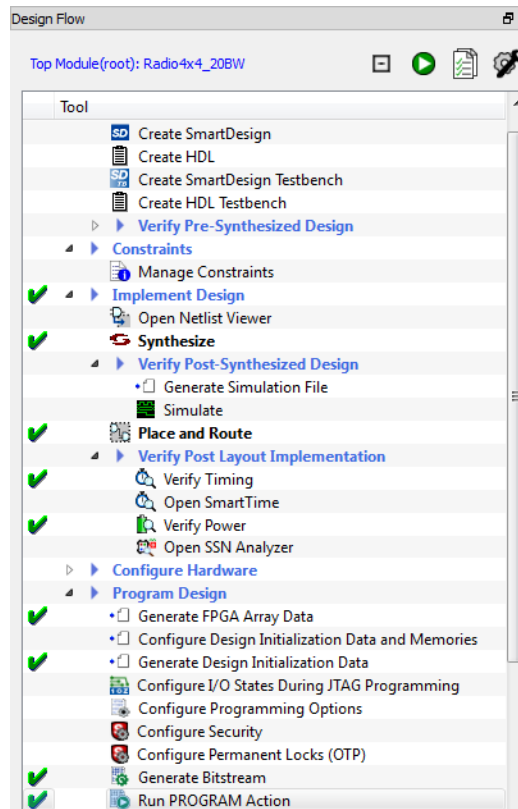 Design Flow
Top Module(root): Radio4x4_20BW
Tool
SD Create SmartDesign
Create HDL
SD TB Create SmartDesign Testbench
Create HDL Testbench
Verify Pre-Synthesized Design
Constraints
Manage Constraints
Implement Design
Open Netlist Viewer
Synthesize
Verify Post-Synthesized Design
Generate Simulation File
Simulate
Place and Route
Verify Post Layout Implementation
Verify Timing
Open SmartTime
Verify Power
Open SSN Analyzer
Configure Hardware
Program Design
Generate FPGA Array Data
Configure Design Initialization Data and Memories
Generate Design Initialization Data
Configure I/O States During JTAG Programming
Configure Programming Options
Configure Security
Configure Permanent Locks (OTP)
Generate Bitstream
Run PROGRAM Action